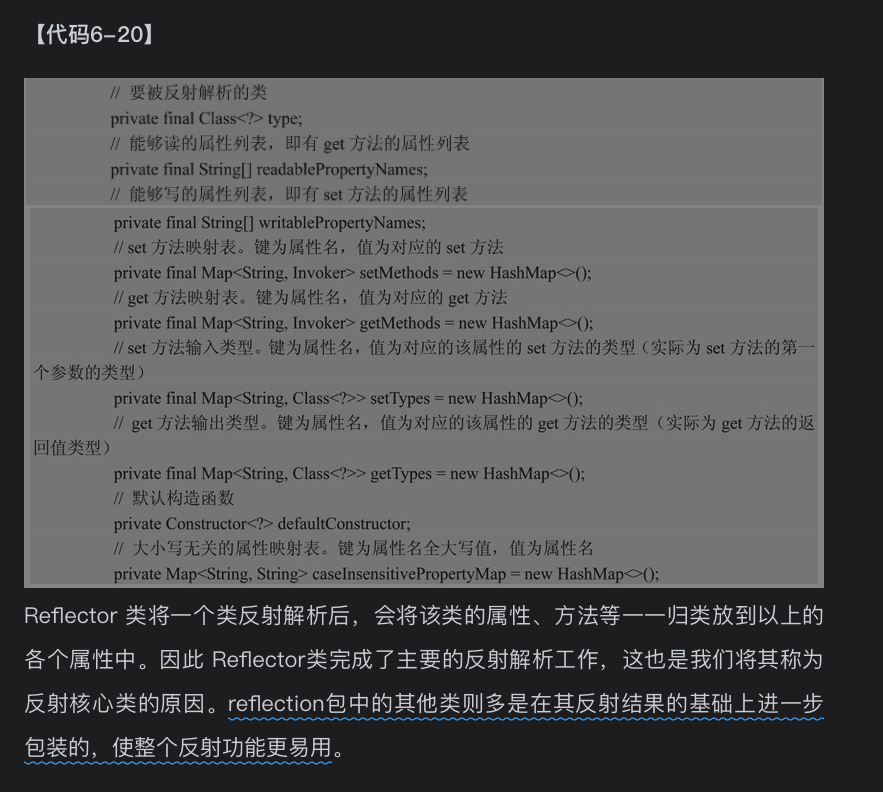 【代码6-20】
// 要被反射解析的类
private final Class<?> type;
// 能够读的属性列表，即有 get 方法的属性列表
private final String[] readablePropertyNames;
// 能够写的属性列表，即有 set 方法的属性列表
private final String[] writablePropertyNames;
// set 方法映射表。键为属性名，值为对应的 set 方法
private final Map<String, Invoker> setMethods = new HashMap<>();
// get 方法映射表。键为属性名，值为对应的 get 方法
private final Map<String, Invoker> getMethods = new HashMap<>();
// set 方法输入类型。键为属性名，值为对应的该属性的 set 方法的类型（实际为 set 方法的第一
个参数的类型）
private final Map<String, Class<?>> setTypes = new HashMap<>();
// get 方法输出类型。键为属性名，值为对应的该属性的 get 方法的类型（实际为 get 方法的返
回值类型）
private final Map<String, Class<?>> getTypes = new HashMap<>();
// 默认构造函数
private Constructor<?> defaultConstructor;
// 大小写无关的属性映射表。键为属性名全大写值，值为属性名
private Map<String, String> caseInsensitivePropertyMap = new HashMap<>();
Reflector 类将一个类反射解析后，会将该类的属性、方法等一一归类放到以上的
各个属性中。因此 Reflector类完成了主要的反射解析工作，这也是我们将其称为
反射核心类的原因。reflection包中的其他类则多是在其反射结果的基础上进一步
包装的，使整个反射功能更易用。